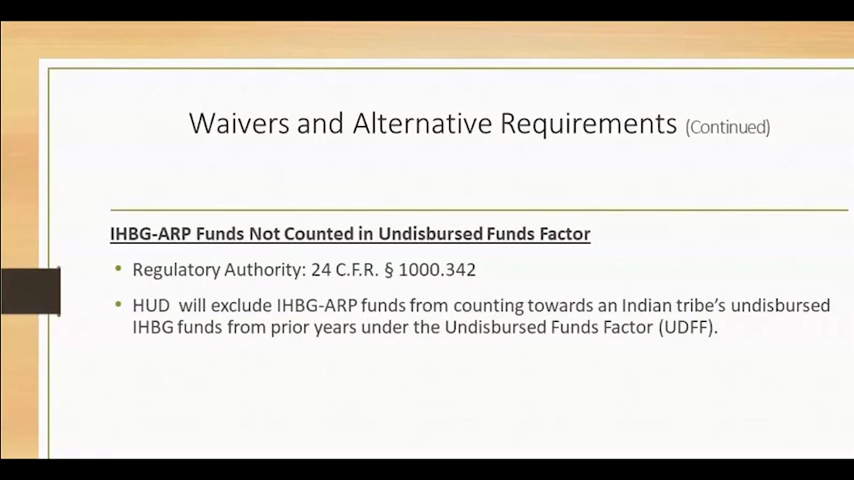 Waivers and Alternative Requirements (Continued)
IHBG-ARP Funds Not Counted in Undisbursed Funds Factor
• Regulatory Authority: 24 C.F.R. § 1000.342
• HUD will exclude IHBG-ARP funds from counting towards an Indian tribe's undisbursed
IHBG funds from prior years under the Undisbursed Funds Factor (UDFF).